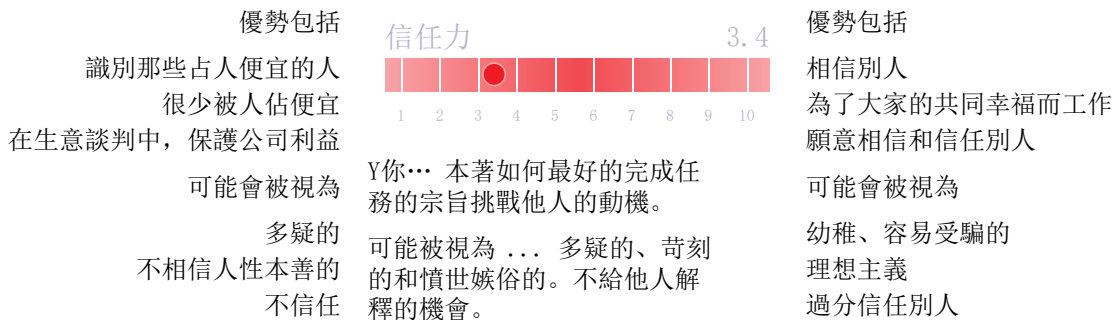 優勢包括
識別那些占人便宜的人
很少被人佔便宜
在生意談判中，保護公司利益
可能會被視為
多疑的
不相信人性本善的
不信任
信任力 3.4
1 2 3 4 5 6 7 8 9 10
Y你… 本著如何最好的完成任
務的宗旨挑戰他人的動機。
可能被視為 ... 多疑的、苛刻
的和憤世嫉俗的。不給他人解
釋的機會。
優勢包括
相信別人
為了大家的共同幸福而工作
願意相信和信任別人
可能會被視為
幼稚、容易受騙的
理想主義
過分信任別人